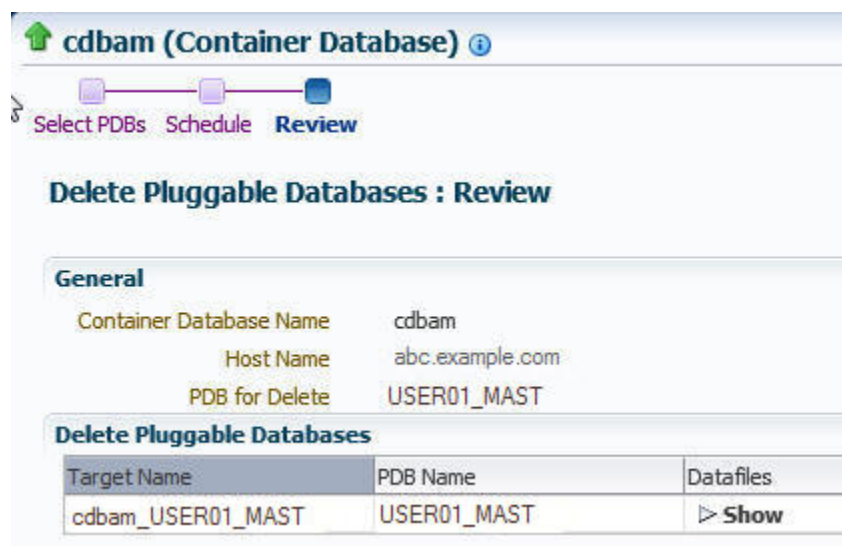 cdbam (Container Database)
Select PDBs Schedule Review
Delete Pluggable Databases : Review
General
Container Database Name cdbam
Host Name abc.example.com
PDB for Delete USER01_MAST
Delete Pluggable Databases
Target Name PDB Name Datafiles
cdbam_USER01_MAST USER01_MAST Show